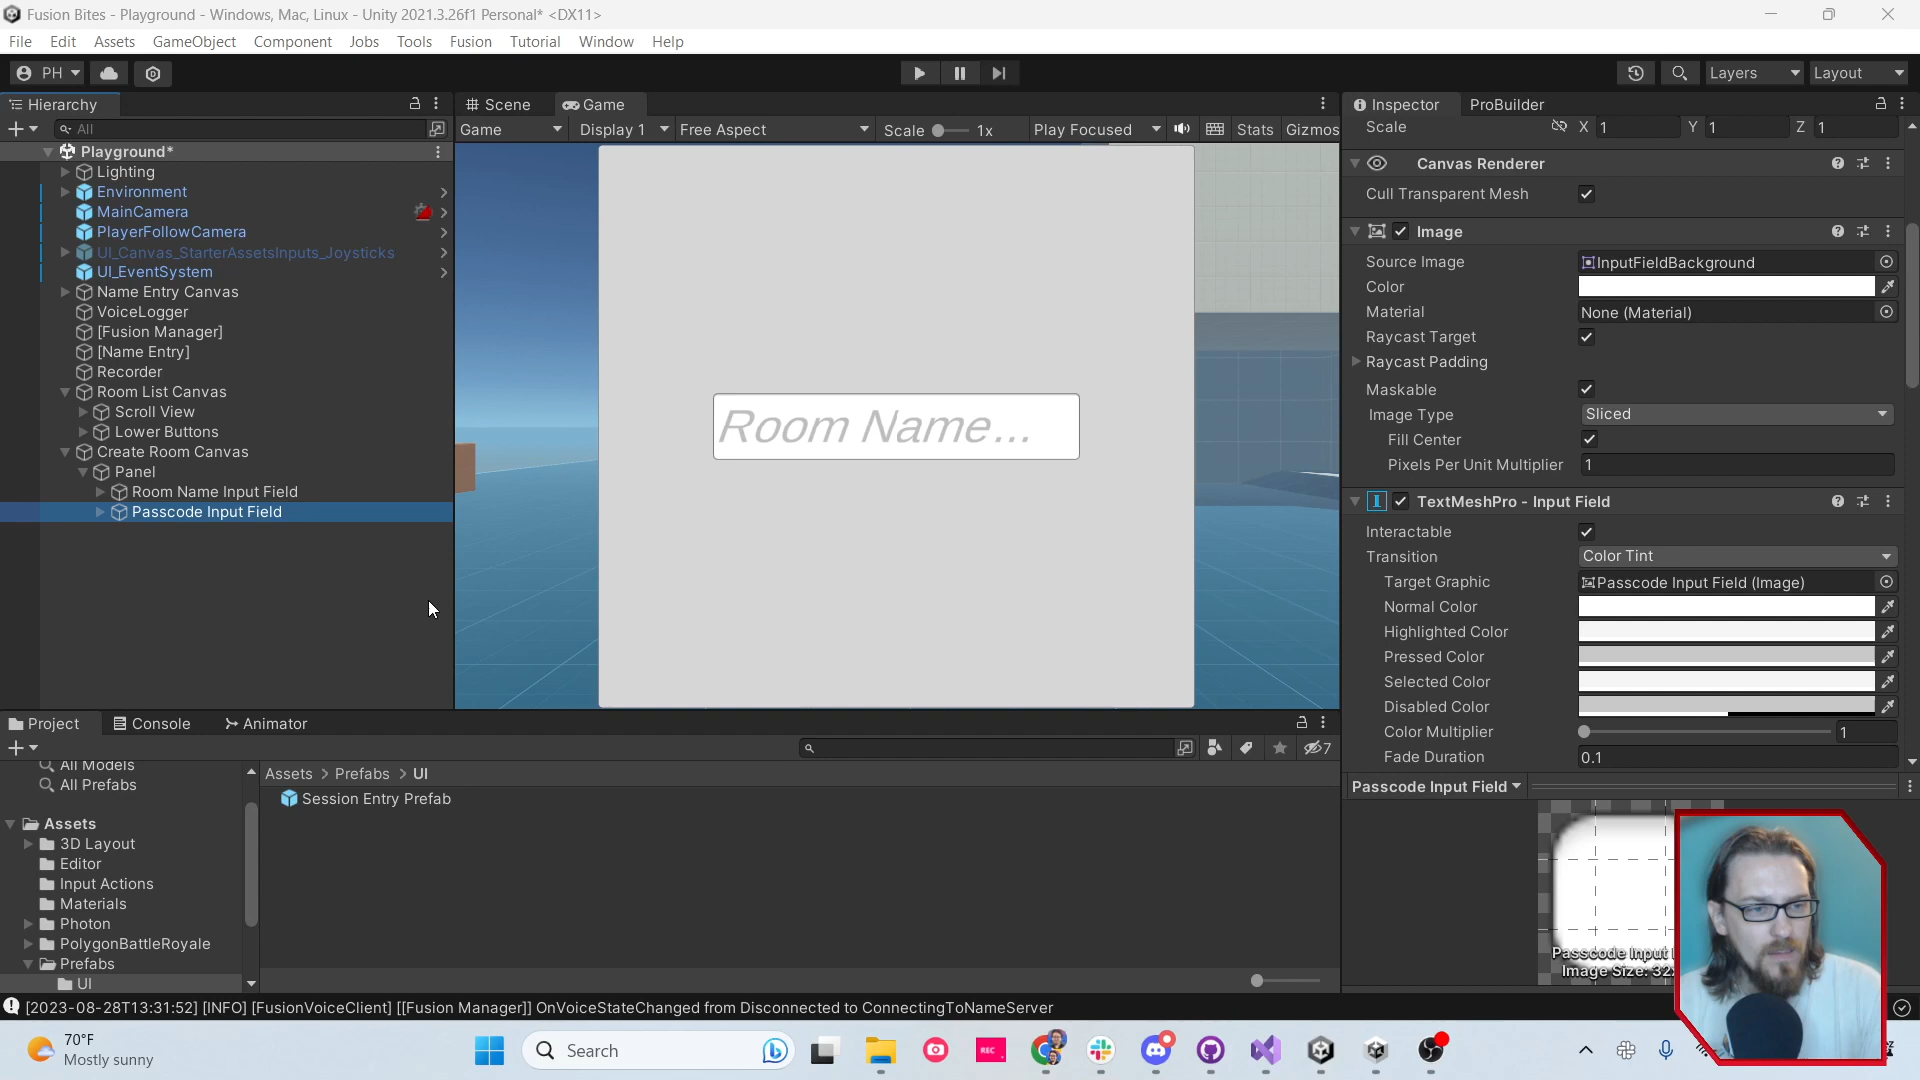 Fusion Bites - Playground - Windows, Mac, Linux - Unity 2021.3.26f1 Personal* <DX11>
File Edit Assets GameObject Component Jobs Tools Fusion Tutorial Window Help
PH Layers Layout
Hierarchy
All
Playground*
Lighting
Environment
MainCamera
PlayerFollowCamera
UI_Canvas_StarterAssetsInputs_Joysticks
UI_EventSystem
Name Entry Canvas
VoiceLogger
[Fusion Manager]
[Name Entry]
Recorder
Room List Canvas
Scroll View
Lower Buttons
Create Room Canvas
Panel
Room Name Input Field
Passcode Input Field
Scene Game
Game Display 1 Free Aspect Scale 1x Play Focused Stats Gizmos
Room Name...
Inspector ProBuilder
Scale X 1 Y 1 Z 1
Canvas Renderer
Cull Transparent Mesh
Image
Source Image InputFieldBackground
Color
Material None (Material)
Raycast Target
Raycast Padding
Maskable
Image Type Sliced
Fill Center
Pixels Per Unit Multiplier 1
TextMeshPro - Input Field
Interactable
Transition Color Tint
Target Graphic Passcode Input Field (Image)
Normal Color
Highlighted Color
Pressed Color
Selected Color
Disabled Color
Color Multiplier 1
Fade Duration 0.1
Passcode Input Field
Passcode Input
Image Size: 32
Project Console Animator
7
All Models
All Prefabs
Assets
3D Layout
Editor
Input Actions
Materials
Photon
PolygonBattleRoyale
Prefabs
UI
Assets > Prefabs > UI
Session Entry Prefab
[2023-08-28T13:31:52] [INFO] [FusionVoiceClient] [[Fusion Manager]] OnVoiceStateChanged from Disconnected to ConnectingToNameServer
70°F
Mostly sunny
Search
REC